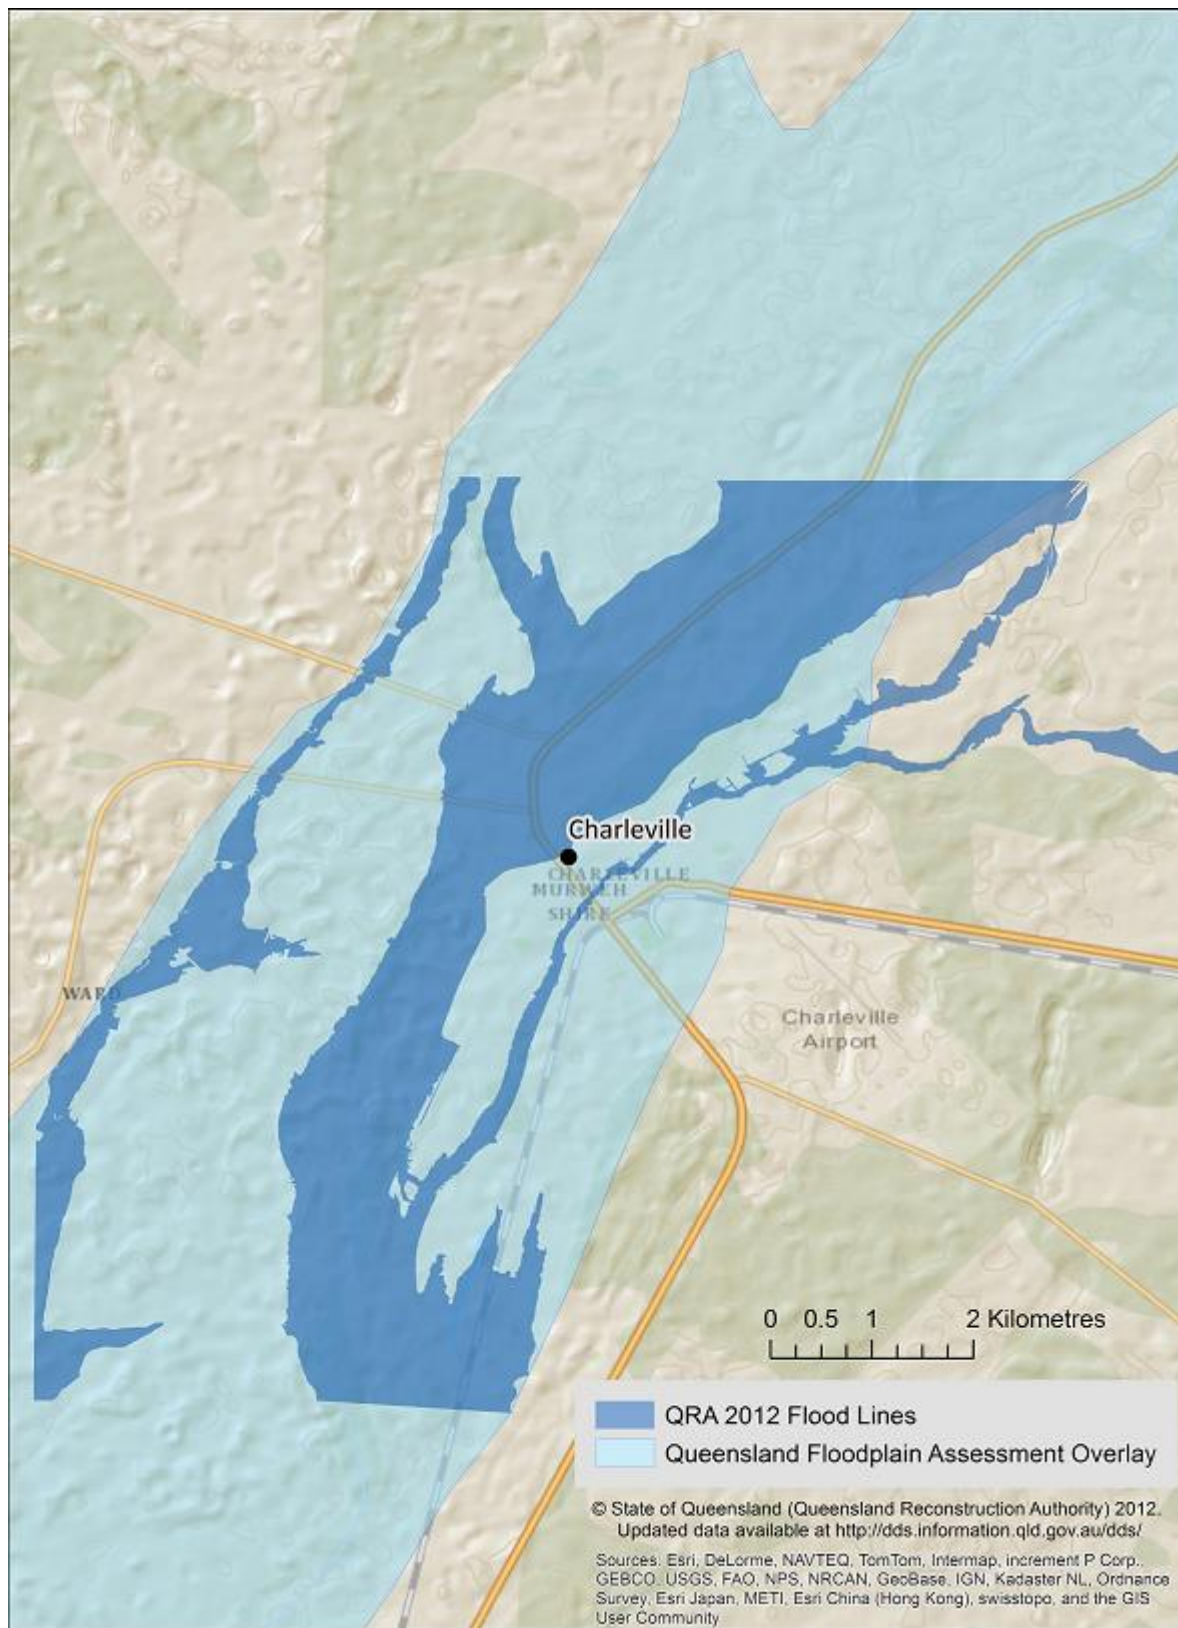 Charleville
CHARLEVILLE
MURWEH
SHIRE
WARD
Charleville
Airport
0 0.5 1 2 Kilometres
QRA 2012 Flood Lines
Queensland Floodplain Assessment Overlay
© State of Queensland (Queensland Reconstruction Authority) 2012.
Updated data available at http://dds.information.qld.gov.au/dds/
Sources: Esri, DeLorme, NAVTEQ, TomTom, Intermap, increment P Corp.,
GEBCO, USGS, FAO, NPS, NRCAN, GeoBase, IGN, Kadaster NL, Ordnance
Survey, Esri Japan, METI, Esri China (Hong Kong), swisstopo, and the GIS
User Community